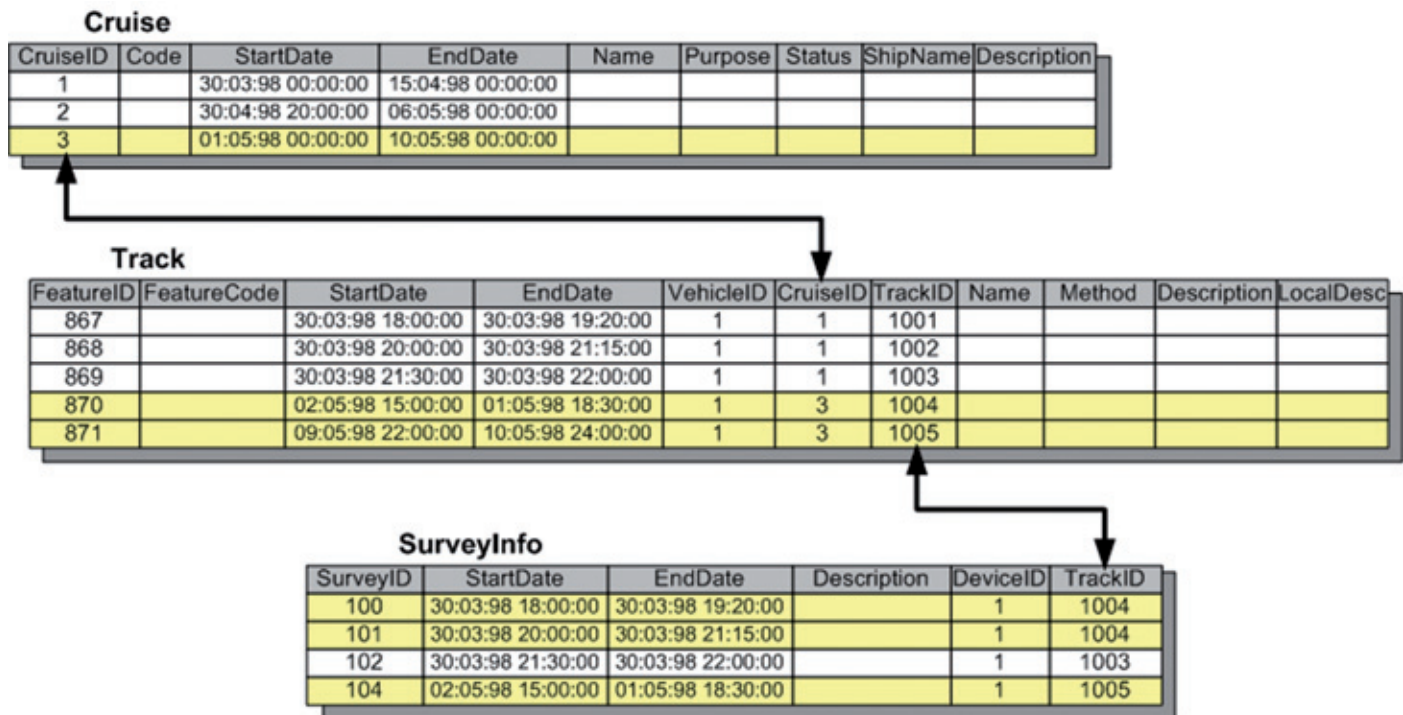 Cruise
CruiseID Code StartDate EndDate Name Purpose Status ShipName Description
1 30:03:98 00:00:00 15:04:98 00:00:00
2 30:04:98 20:00:00 06:05:98 00:00:00
3 01:05:98 00:00:00 10:05:98 00:00:00
Track
FeatureID FeatureCode StartDate EndDate VehicleID CruiseID TrackID Name Method Description LocalDesc
867 30:03:98 18:00:00 30:03:98 19:20:00 1 1 1001
868 30:03:98 20:00:00 30:03:98 21:15:00 1 1 1002
869 30:03:98 21:30:00 30:03:98 22:00:00 1 1 1003
870 02:05:98 15:00:00 01:05:98 18:30:00 1 3 1004
871 09:05:98 22:00:00 10:05:98 24:00:00 1 3 1005
SurveyInfo
SurveyID StartDate EndDate Description DeviceID TrackID
100 30:03:98 18:00:00 30:03:98 19:20:00 1 1004
101 30:03:98 20:00:00 30:03:98 21:15:00 1 1004
102 30:03:98 21:30:00 30:03:98 22:00:00 1 1003
104 02:05:98 15:00:00 01:05:98 18:30:00 1 1005